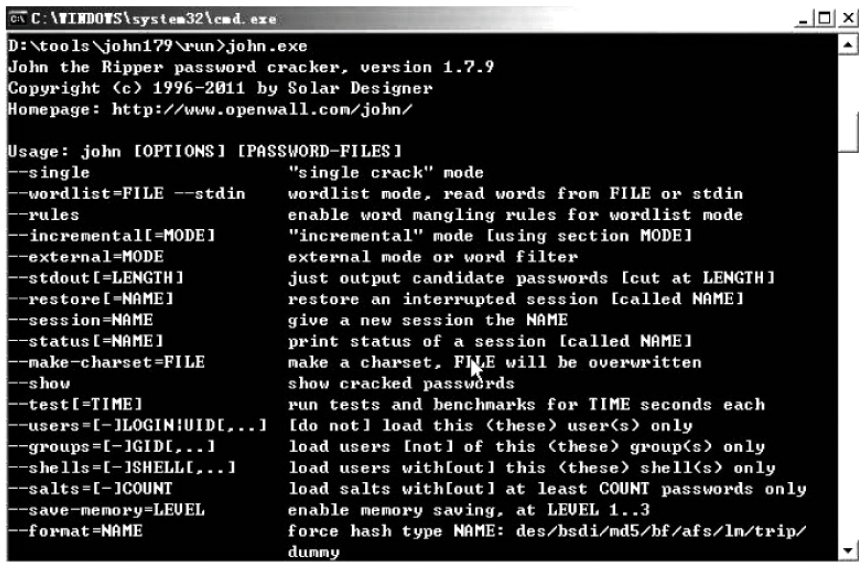 C:\WINDOWS\system32\cmd.exe
D:\tools\john179\run>john.exe
John the Ripper password cracker, version 1.7.9
Copyright (c) 1996-2011 by Solar Designer
Homepage: http://www.openwall.com/john/
Usage: john [OPTIONS] [PASSWORD-FILES]
--single "single crack" mode
--wordlist=FILE --stdin wordlist mode, read words from FILE or stdin
--rules enable word mangling rules for wordlist mode
--incremental[=MODE] "incremental" mode [using section MODE]
--external=MODE external mode or word filter
--stdout[=LENGTH] just output candidate passwords [cut at LENGTH]
--restore[=NAME] restore an interrupted session [called NAME]
--session=NAME give a new session the NAME
--status[=NAME] print status of a session [called NAME]
--make-charset=FILE make a charset, FILE will be overwritten
--show show cracked passwords
--test[=TIME] run tests and benchmarks for TIME seconds each
--users=[-]LOGIN|UID[,..] [do not] load this (these) user(s) only
--groups=[-]GID[,..] load users [not] of this (these) group(s) only
--shells=[-]SHELL[,..] load users with[out] this (these) shell(s) only
--salts=[-]COUNT load salts with[out] at least COUNT passwords only
--save-memory=LEVEL enable memory saving, at LEVEL 1..3
--format=NAME force hash type NAME: des/bsdi/md5/bf/afs/lm/trip/
dummy